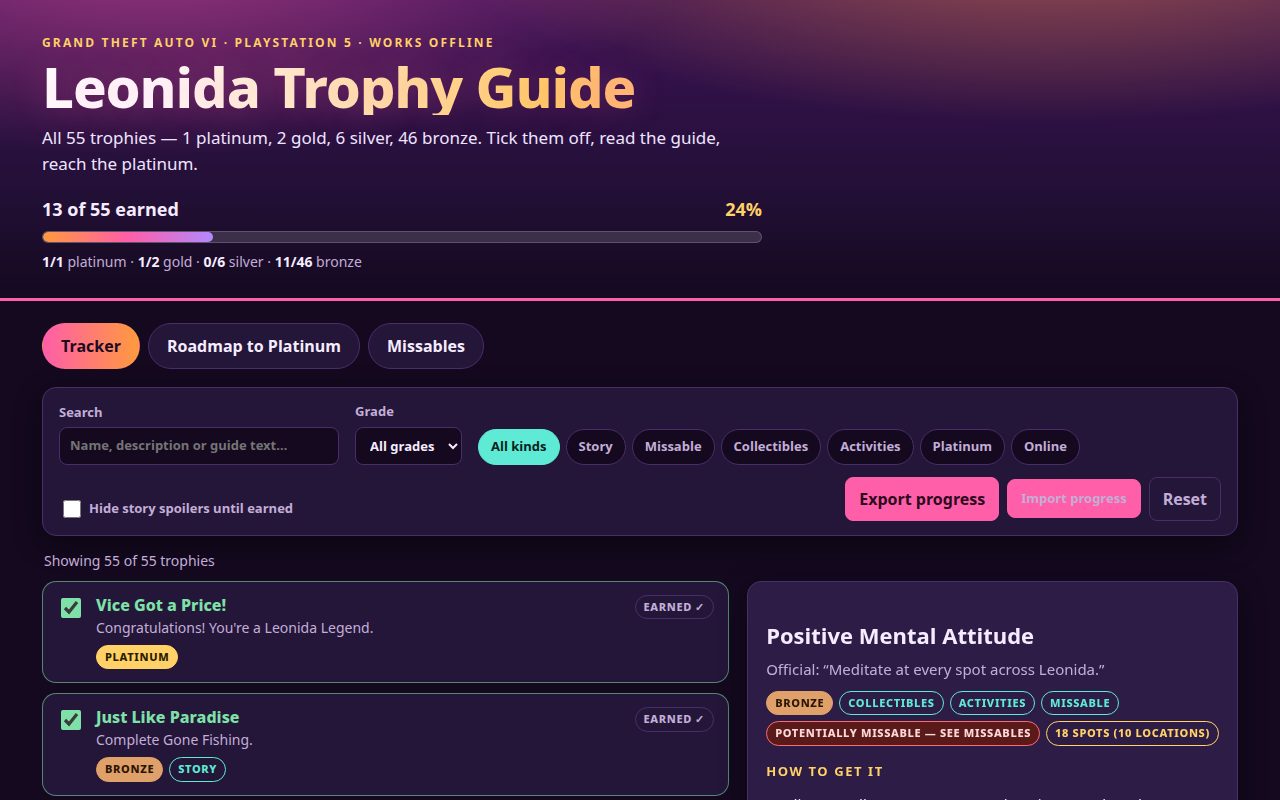 GRAND THEFT AUTO VI · PLAYSTATION 5 · WORKS OFFLINE
Leonida Trophy Guide
All 55 trophies — 1 platinum, 2 gold, 6 silver, 46 bronze. Tick them off, read the guide,
reach the platinum.
13 of 55 earned
24%
1/1 platinum · 1/2 gold · 0/6 silver · 11/46 bronze
Tracker
Roadmap to Platinum
Missables
Search
Grade
Name, description or guide text...
All grades
All kinds
Story
Missable
Collectibles
Activities
Platinum
Online
Hide story spoilers until earned
Export progress
Import progress
Reset
Showing 55 of 55 trophies
Vice Got a Price!
EARNED ✓
Congratulations! You're a Leonida Legend.
PLATINUM
Just Like Paradise
EARNED ✓
Complete Gone Fishing.
BRONZE
STORY
Positive Mental Attitude
Official: “Meditate at every spot across Leonida.”
BRONZE
COLLECTIBLES
ACTIVITIES
MISSABLE
POTENTIALLY MISSABLE — SEE MISSABLES
18 SPOTS (10 LOCATIONS)
HOW TO GET IT